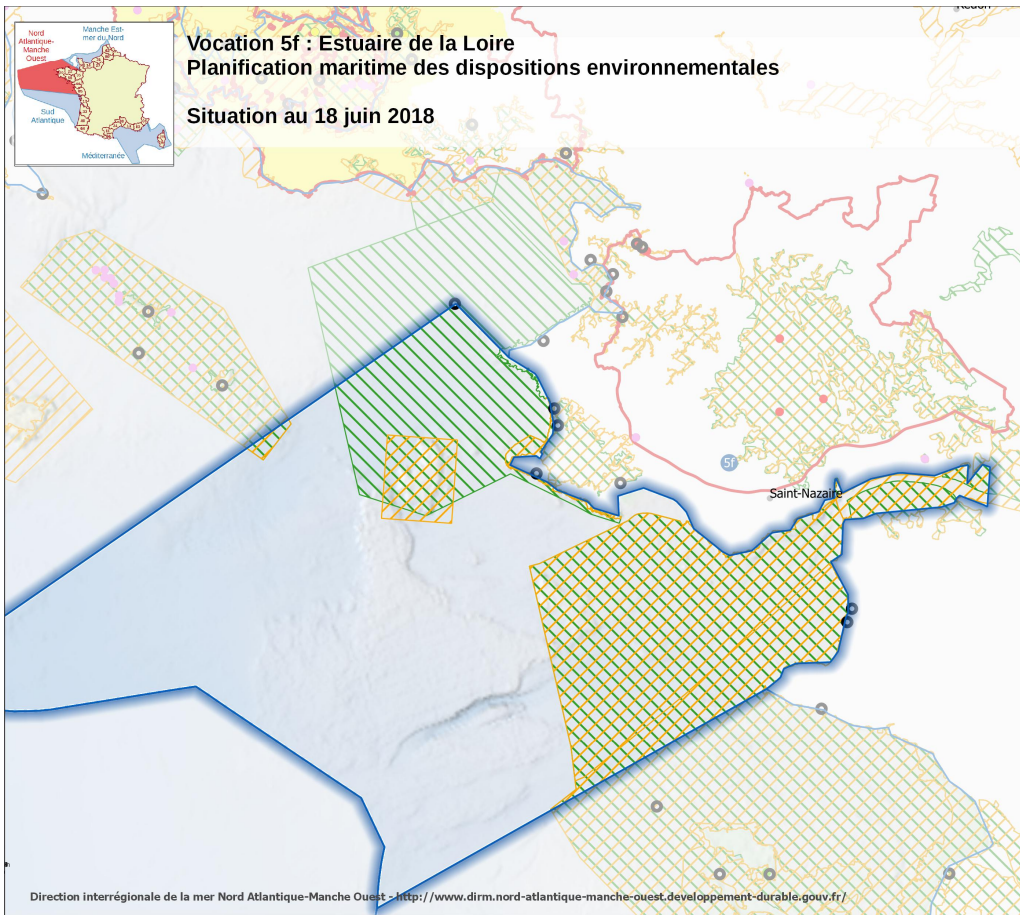 Redon
Nord
Atlantique-
Manche
Ouest
Manche Est-
mer du Nord
Sud
Atlantique
Méditerranée
Vocation 5f : Estuaire de la Loire
Planification maritime des dispositions environnementales
Situation au 18 juin 2018
5f
Saint-Nazaire
Direction interrégionale de la mer Nord Atlantique-Manche Ouest - http://www.dirm.nord-atlantique-manche-ouest.developpement-durable.gouv.fr/